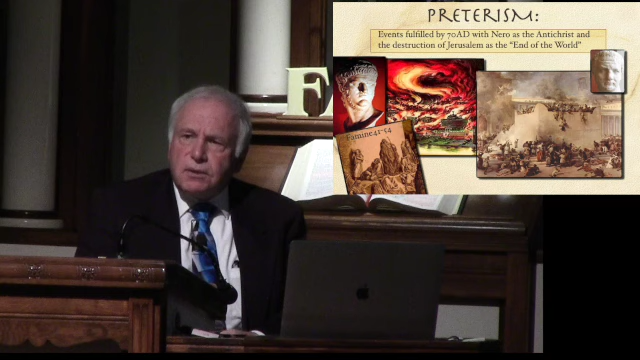 PRETERISM:
Events fulfilled by 70AD with Nero as the Antichrist and
the destruction of Jerusalem as the "End of the World"
Famine 41-54
F